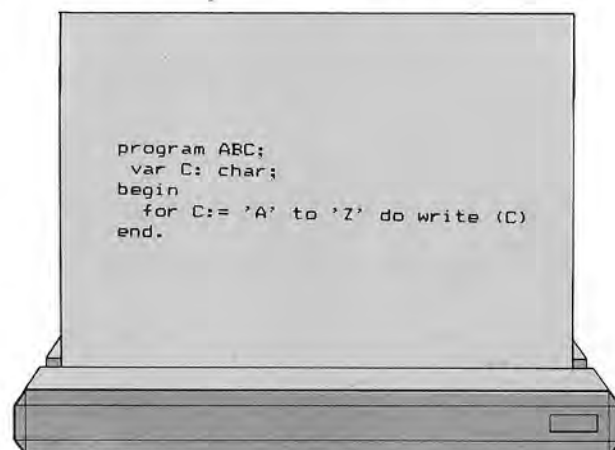 program ABC;
var C: char;
begin
for C:= 'A' to 'Z' do write (C)
end.